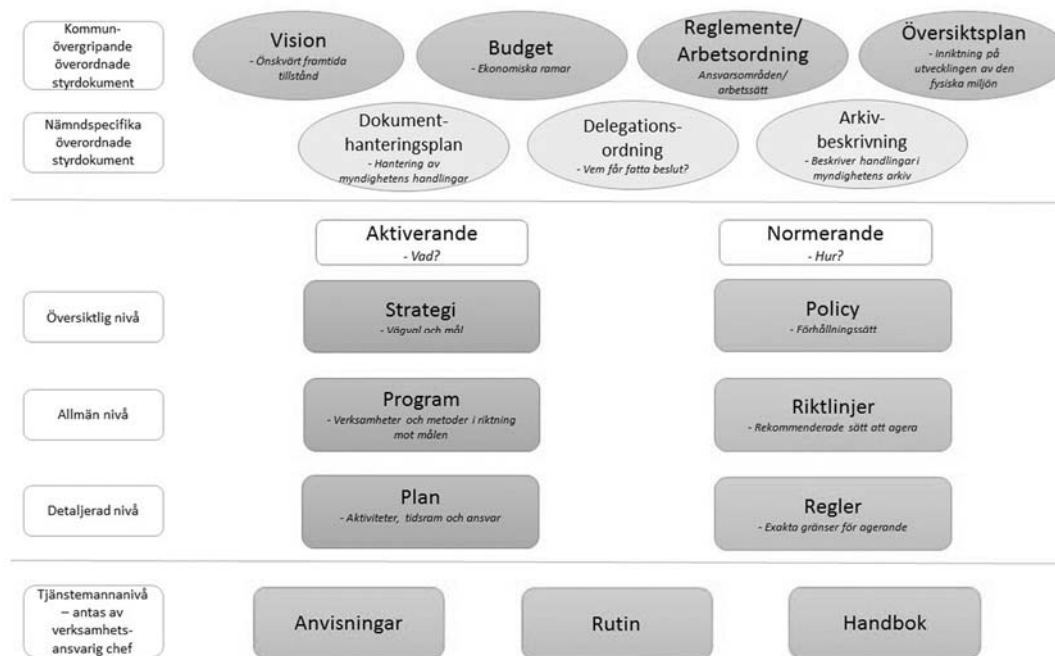 Kommun-
övergripande
överordnade
styrdokument
Vision
- Önskvärt framtida
tillstånd
Budget
- Ekonomiska ramar
Reglemente/
Arbetsordning
Ansvarsområden/
arbetssätt
Översiktsplan
- Inriktning på
utvecklingen av den
fysiska miljön
Nämndspecifika
överordnade
styrdokument
Dokument-
hanteringsplan
- Hantering av
myndighetens handlingar
Delegations-
ordning
- Vem får fatta beslut?
Arkiv-
beskrivning
- Beskriver handlingar i
myndighetens arkiv
Aktiverande
- Vad?
Normerande
- Hur?
Översiktlig nivå
Strategi
- Vägval och mål
Policy
- Förhållningssätt
Allmän nivå
Program
- Verksamheter och metoder i riktning
mot målen
Riktlinjer
- Rekommenderade sätt att agera
Detaljerad nivå
Plan
- Aktiviteter, tidsram och ansvar
Regler
- Exakta gränser för agerande
Tjänstemannanivå
– antas av
verksamhets-
ansvarig chef
Anvisningar
Rutin
Handbok